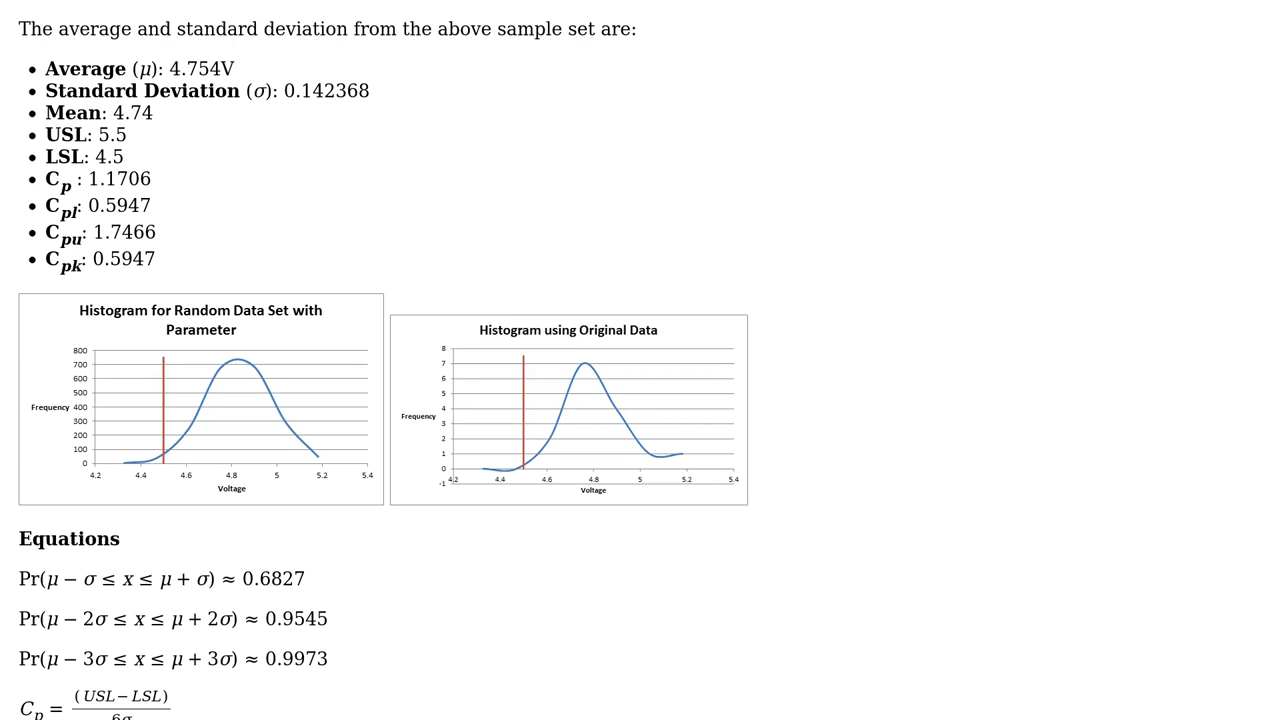 The average and standard deviation from the above sample set are:
• Average (μ): 4.754V
• Standard Deviation (σ): 0.142368
• Mean: 4.74
• USL: 5.5
• LSL: 4.5
• Cp : 1.1706
• Cpl: 0.5947
• Cpu: 1.7466
• Cpk: 0.5947
Histogram for Random Data Set with
Parameter
800
700
600
500
Frequency 400
300
200
100
0
4.2 4.4 4.6 4.8 5 5.2 5.4
Voltage
Histogram using Original Data
8
7
6
5
4
Frequency
3
2
1
0
-1
4.2 4.4 4.6 4.8 5 5.2 5.4
Voltage
Equations
Pr(μ − σ ≤ x ≤ μ + σ) ≈ 0.6827
Pr(μ − 2σ ≤ x ≤ μ + 2σ) ≈ 0.9545
Pr(μ − 3σ ≤ x ≤ μ + 3σ) ≈ 0.9973
Cp = (USL−LSL)
6σ